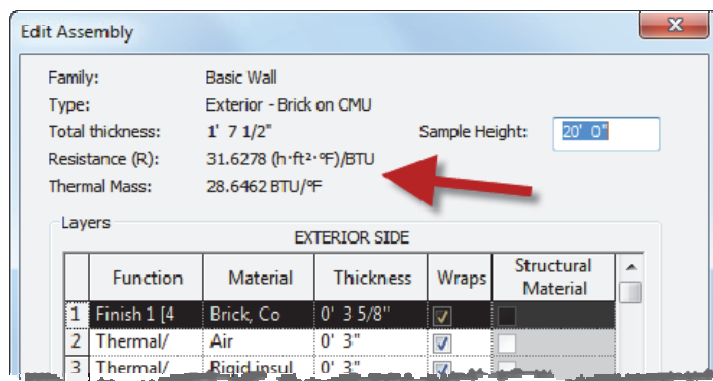 Edit Assembly
Family: Basic Wall
Type: Exterior - Brick on CMU
Total thickness: 1' 7 1/2" Sample Height: 20' 0"
Resistance (R): 31.6278 (h·ft²·°F)/BTU
Thermal Mass: 28.6462 BTU/°F
Layers
EXTERIOR SIDE
Function Material Thickness Wraps Structural Material
1 Finish 1 [4 Brick, Co 0' 3 5/8"
2 Thermal/ Air 0' 3"
3 Thermal/ Rigid insul 0' 3"